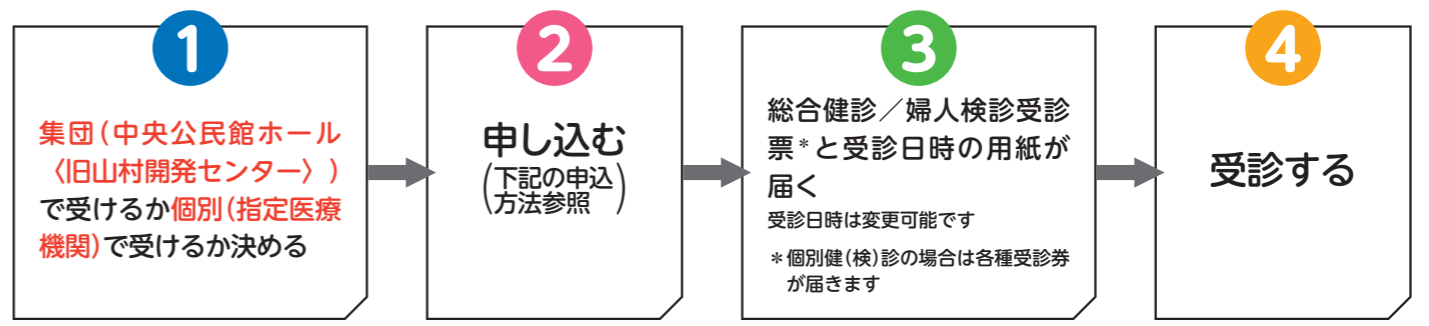 1
集団(中央公民館ホール
〈旧山村開発センター〉)
で受けるか個別(指定医療
機関)で受けるか決める
2
申し込む
(下記の申込
方法参照)
3
総合健診/婦人検診受診
票*と受診日時の用紙が
届く
受診日時は変更可能です
*個別健(検)診の場合は各種受診券
が届きます
4
受診する